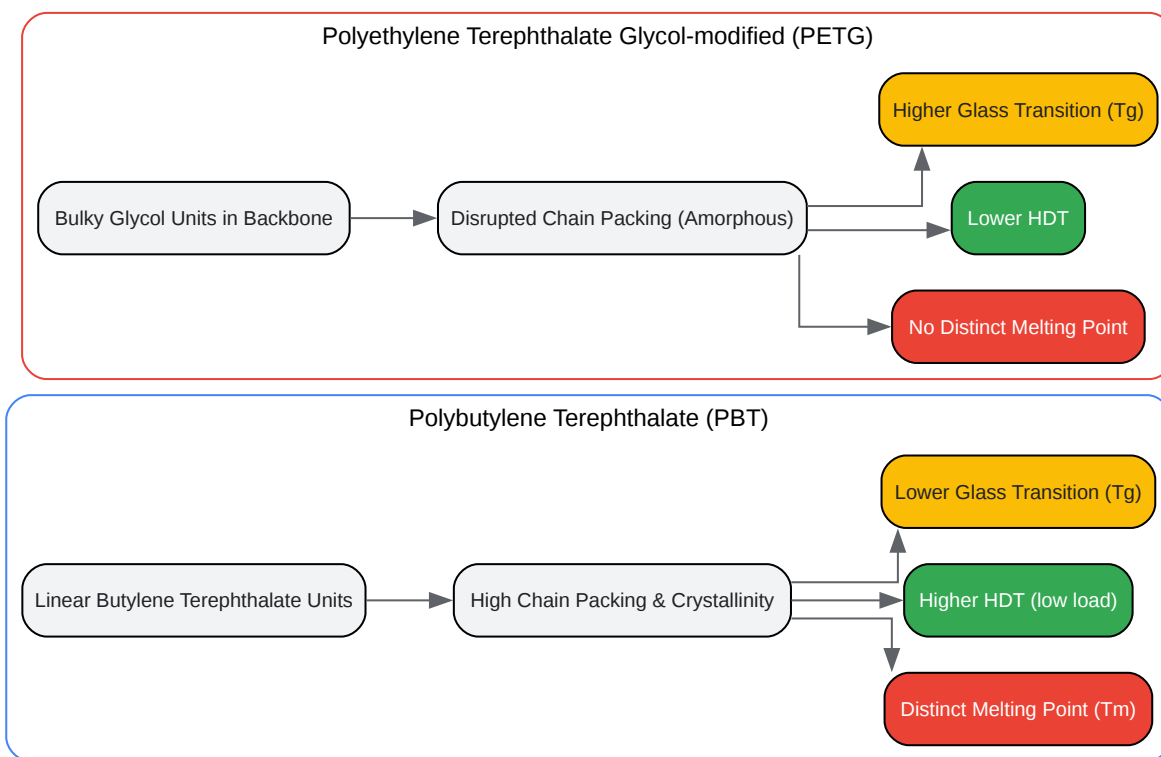 Polyethylene Terephthalate Glycol-modified (PETG)
Higher Glass Transition (Tg)
Bulky Glycol Units in Backbone
Disrupted Chain Packing (Amorphous)
Lower HDT
No Distinct Melting Point
Polybutylene Terephthalate (PBT)
Lower Glass Transition (Tg)
Linear Butylene Terephthalate Units
High Chain Packing & Crystallinity
Higher HDT (low load)
Distinct Melting Point (Tm)